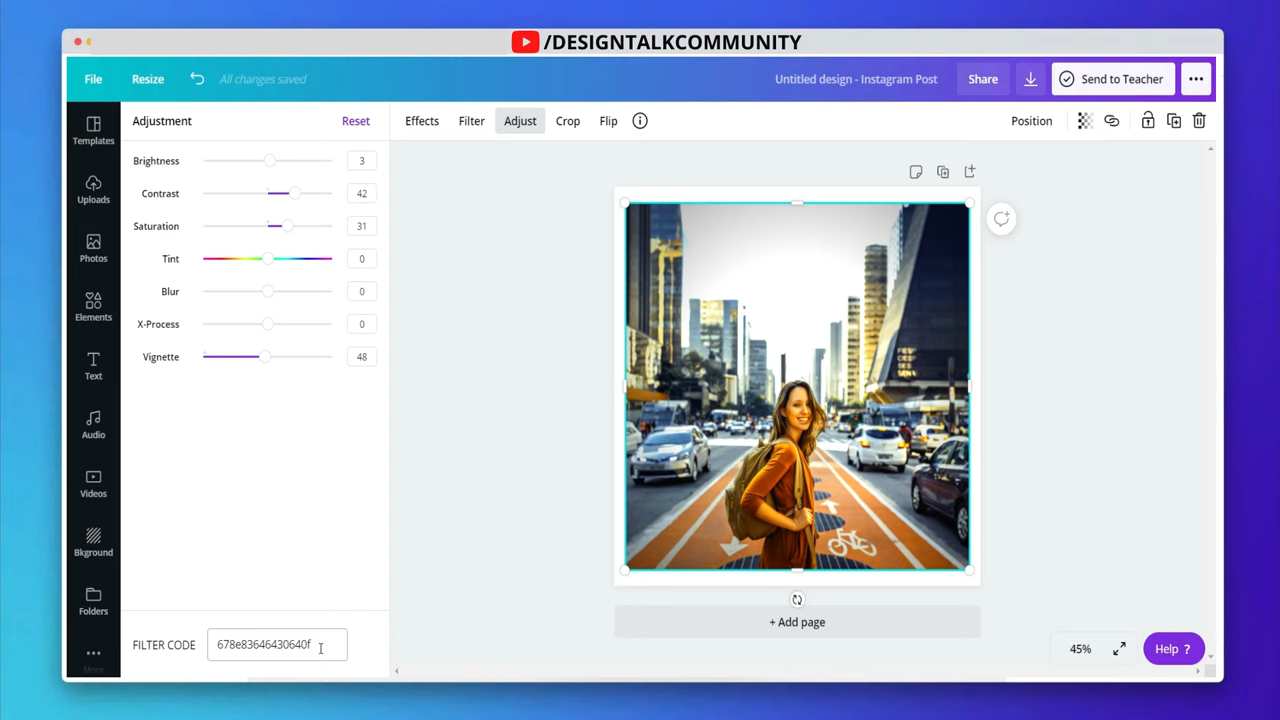 /DESIGNTALKCOMMUNITY
File Resize All changes saved Untitled design - Instagram Post Share Send to Teacher
Templates
Uploads
Photos
Elements
Text
Audio
Videos
Bkground
Folders
More
Adjustment Reset
Brightness 3
Contrast 42
Saturation 31
Tint 0
Blur 0
X-Process 0
Vignette 48
FILTER CODE 678e83646430640f
Effects Filter Adjust Crop Flip Position
+ Add page
45% Help ?